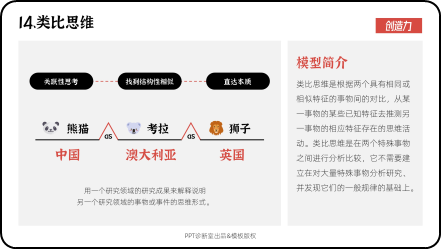 14.类比思维
创造力
类跃性思考
找到结构性相似
直达本质
熊猫
as
考拉
as
狮子
中国
澳大利亚
英国
用一个研究领域的研究成果来解释说明
另一个研究领域的事物或事件的思维形式。
模型简介
类比思维是根据两个具有相同或
相似特征的事物间的对比，从某
一事物的某些已知特征去推测另
一事物的相应特征存在的思维活
动。类比思维是在两个特殊事物
之间进行分析比较，它不需要建
立在对大量特殊事物分析研究、
并发现它们的一般规律的基础上。
PPT@新室出品&模板版权